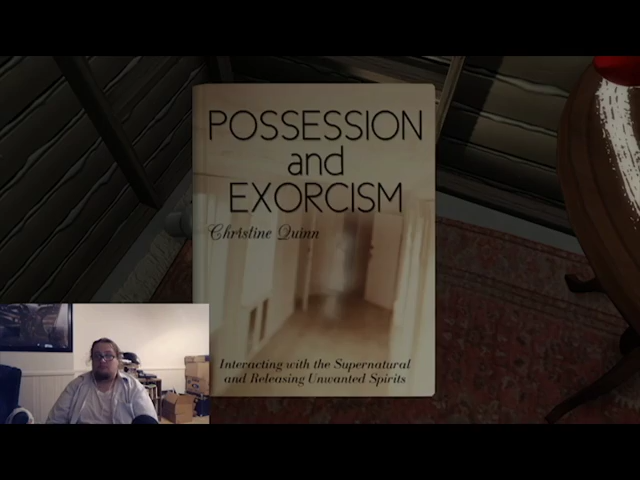 POSSESSION
and
EXORCISM
Christine Quinn
Interacting with the Supernatural
and Releasing Unwanted Spirits